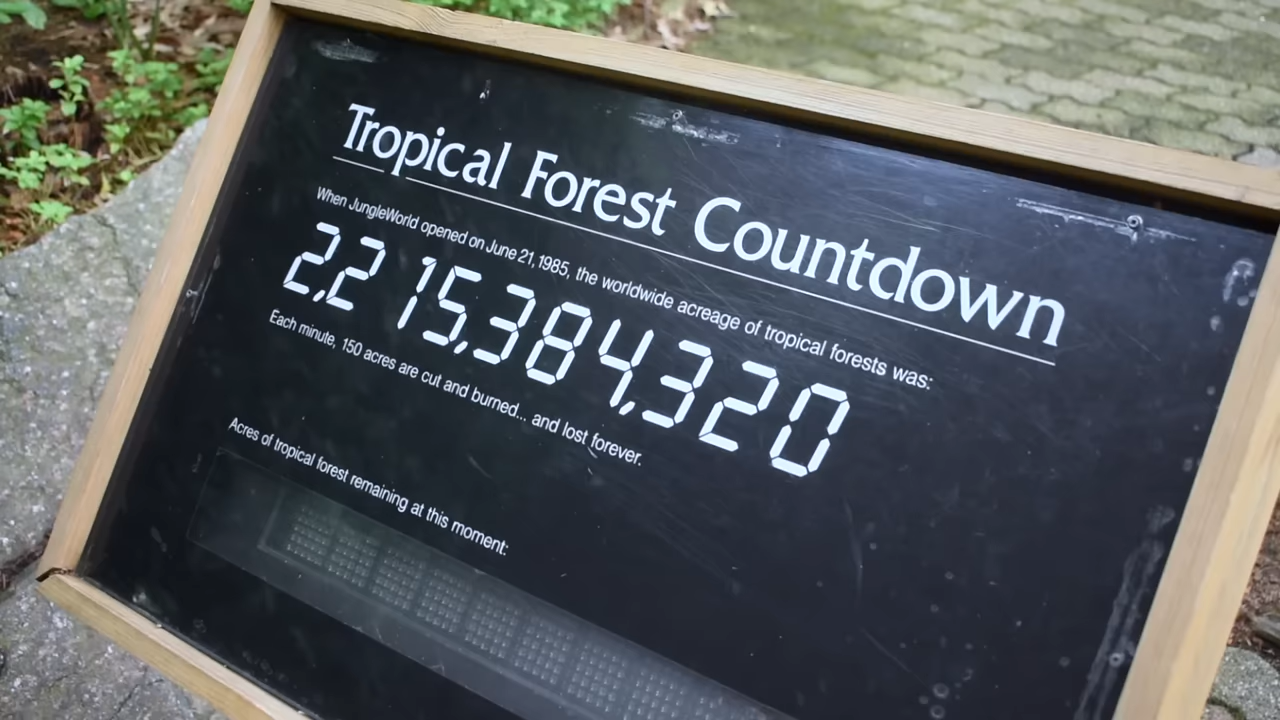 Tropical Forest Countdown
When JungleWorld opened on June 21, 1985, the worldwide acreage of tropical forests was:
2,215,384,320
Each minute, 150 acres are cut and burned... and lost forever.
Acres of tropical forest remaining at this moment: